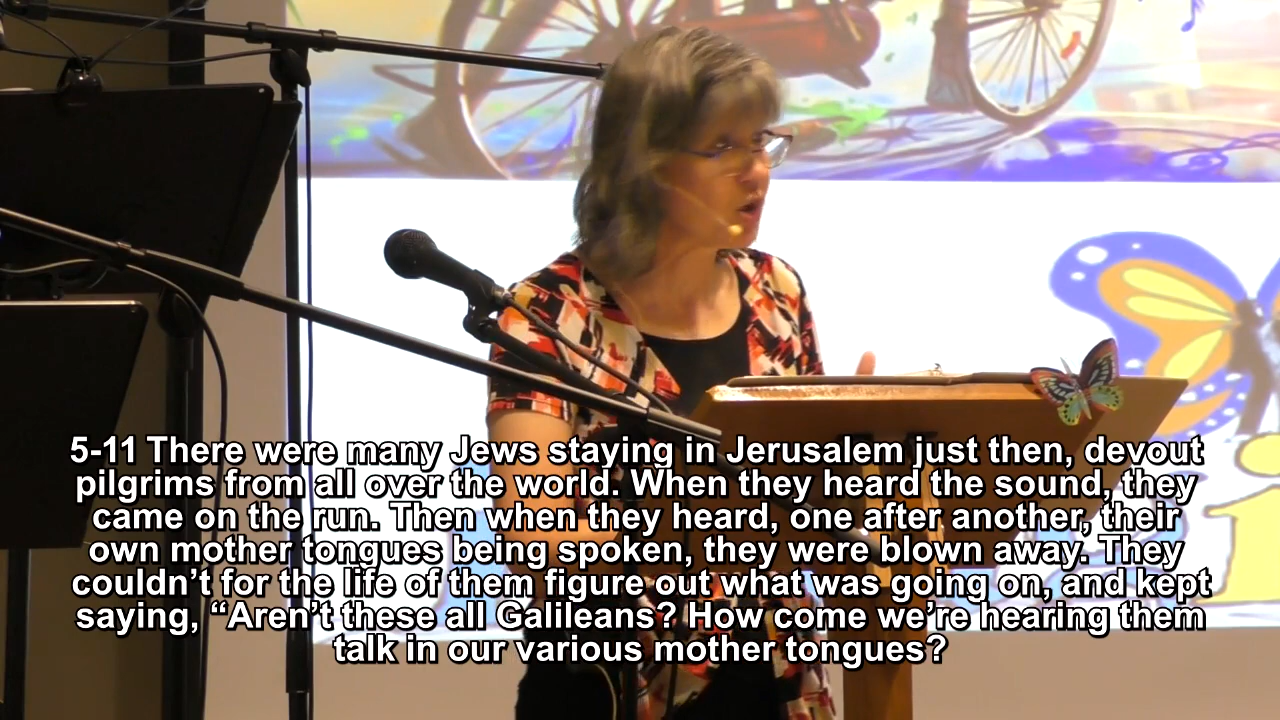 5-11 There were many Jews staying in Jerusalem just then, devout
pilgrims from all over the world. When they heard the sound, they
came on the run. Then when they heard, one after another, their
own mother tongues being spoken, they were blown away. They
couldn’t for the life of them figure out what was going on, and kept
saying, “Aren’t these all Galileans? How come we’re hearing them
talk in our various mother tongues?